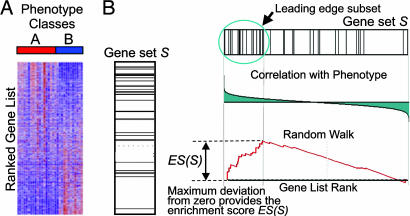 A
Phenotype
Classes
A B
Ranked Gene List
Gene set S
B
Leading edge subset
Gene set S
Correlation with Phenotype
Random Walk
ES(S)
Gene List Rank
Maximum deviation
from zero provides the
enrichment score ES(S)